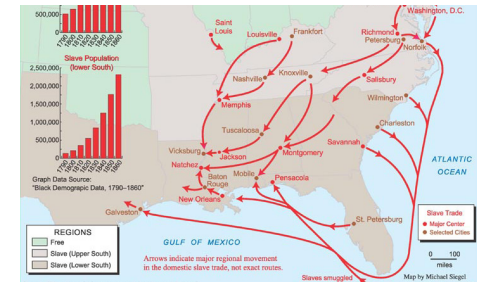 500,000
0
1790
1800
1810
1820
1830
1840
1850
1860
Slave Population
(lower South)
2,500,000
2,000,000
1,500,000
1,000,000
500,000
0
1790
1800
1810
1820
1830
1840
1850
1860
Graph Data Source:
"Black Demograpic Data, 1790–1860"
REGIONS
Free
Slave (Upper South)
Slave (Lower South)
Saint
Louis
Louisville
Frankfort
Washington, D.C.
Richmond
Petersburg
Norfolk
Nashville
Knoxville
Salisbury
Memphis
Wilmington
Tuscaloosa
Charleston
Vicksburg
Jackson
Montgomery
Savannah
Natchez
Baton
Rouge
Mobile
Pensacola
New Orleans
Galveston
St. Petersburg
ATLANTIC
OCEAN
GULF OF MEXICO
Arrows indicate major regional movement
in the domestic slave trade, not exact routes.
Slaves smuggled
Slave Trade
Major Center
Selected Cities
0 100
miles
Map by Michael Siegel